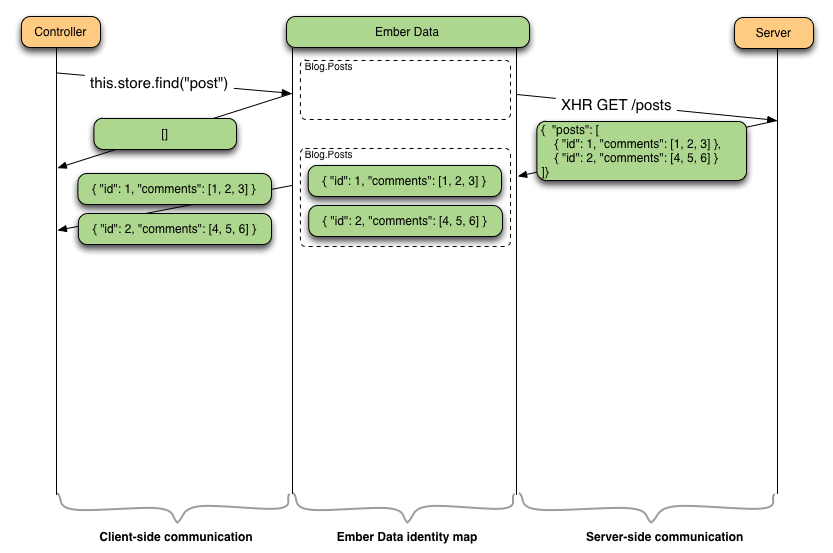 Controller
Ember Data
Server
this.store.find("post")
Blog.Posts
XHR GET /posts
[]
{ "posts": [
{ "id": 1, "comments": [1, 2, 3] },
{ "id": 2, "comments": [4, 5, 6] }
]}
Blog.Posts
{ "id": 1, "comments": [1, 2, 3] }
{ "id": 1, "comments": [1, 2, 3] }
{ "id": 2, "comments": [4, 5, 6] }
{ "id": 2, "comments": [4, 5, 6] }
Client-side communication
Ember Data identity map
Server-side communication